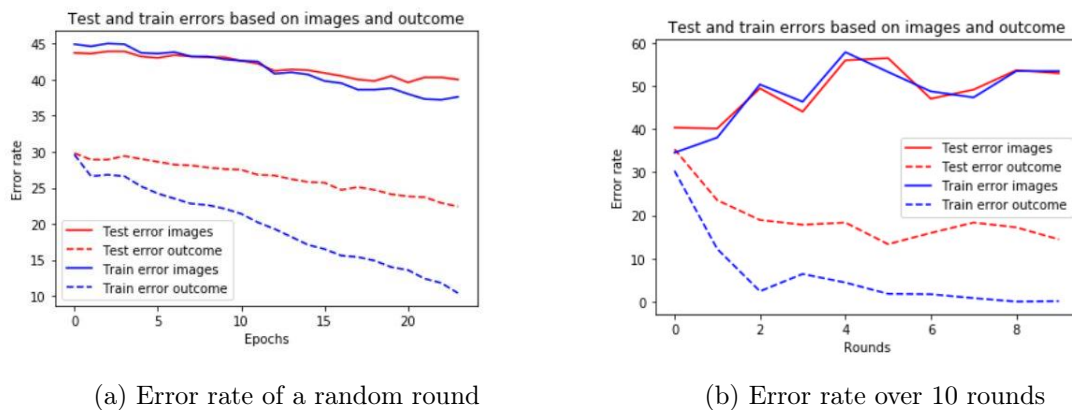 Test and train errors based on images and outcome
45
40
35
30
25
20
15
10
Error rate
Test error images
Test error outcome
Train error images
Train error outcome
0
5
10
15
20
Epochs
(a) Error rate of a random round
Test and train errors based on images and outcome
60
50
40
30
20
10
0
Error rate
Test error images
Test error outcome
Train error images
Train error outcome
0
2
4
6
8
Rounds
(b) Error rate over 10 rounds